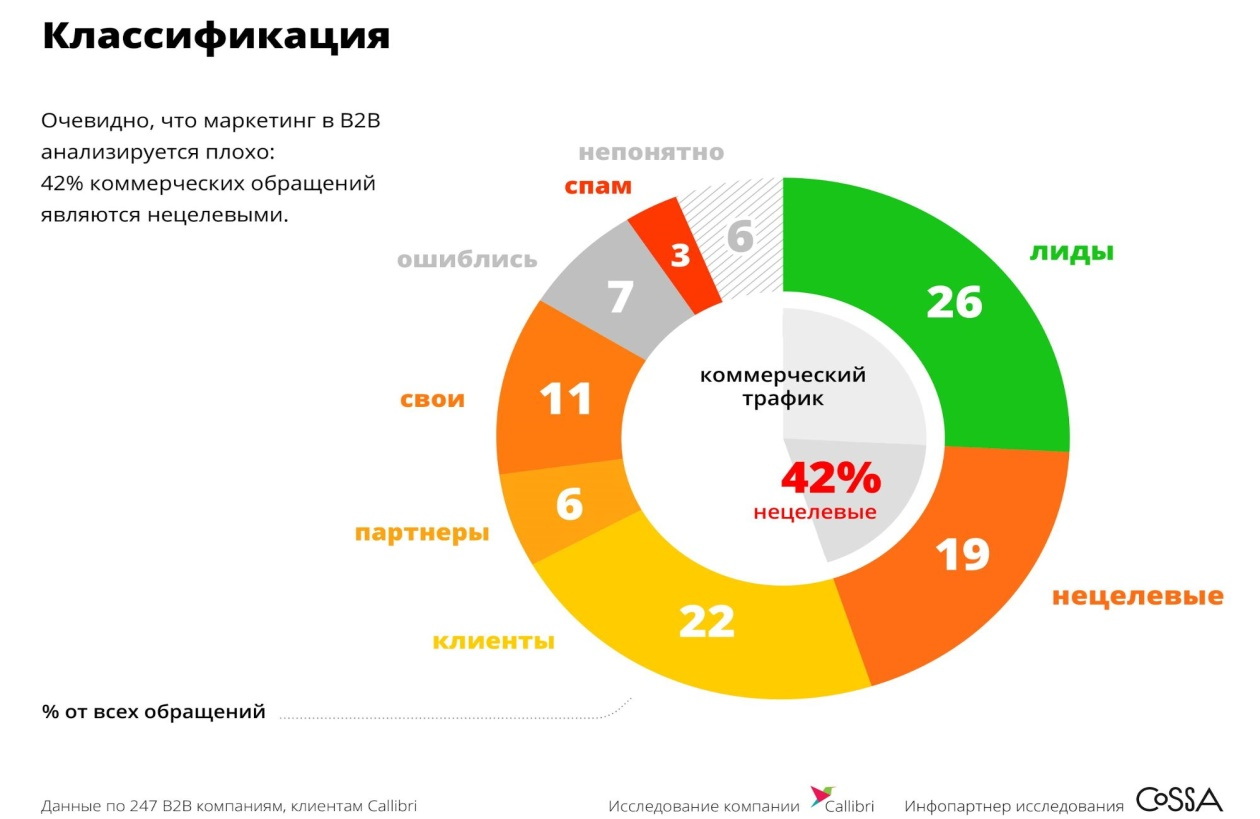 Классификация
Очевидно, что маркетинг в B2B
анализируется плохо:
42% коммерческих обращений
являются нецелевыми.
непонятно
6
спам
3
ошиблись
7
лиды
26
свои
11
коммерческий
трафик
42%
нецелевые
партнеры
6
19
нецелевые
клиенты
22
% от всех обращений
Данные по 247 B2B компаниям, клиентам Callibri
Исследование компании Callibri
Инфопартнер исследования CoSSA